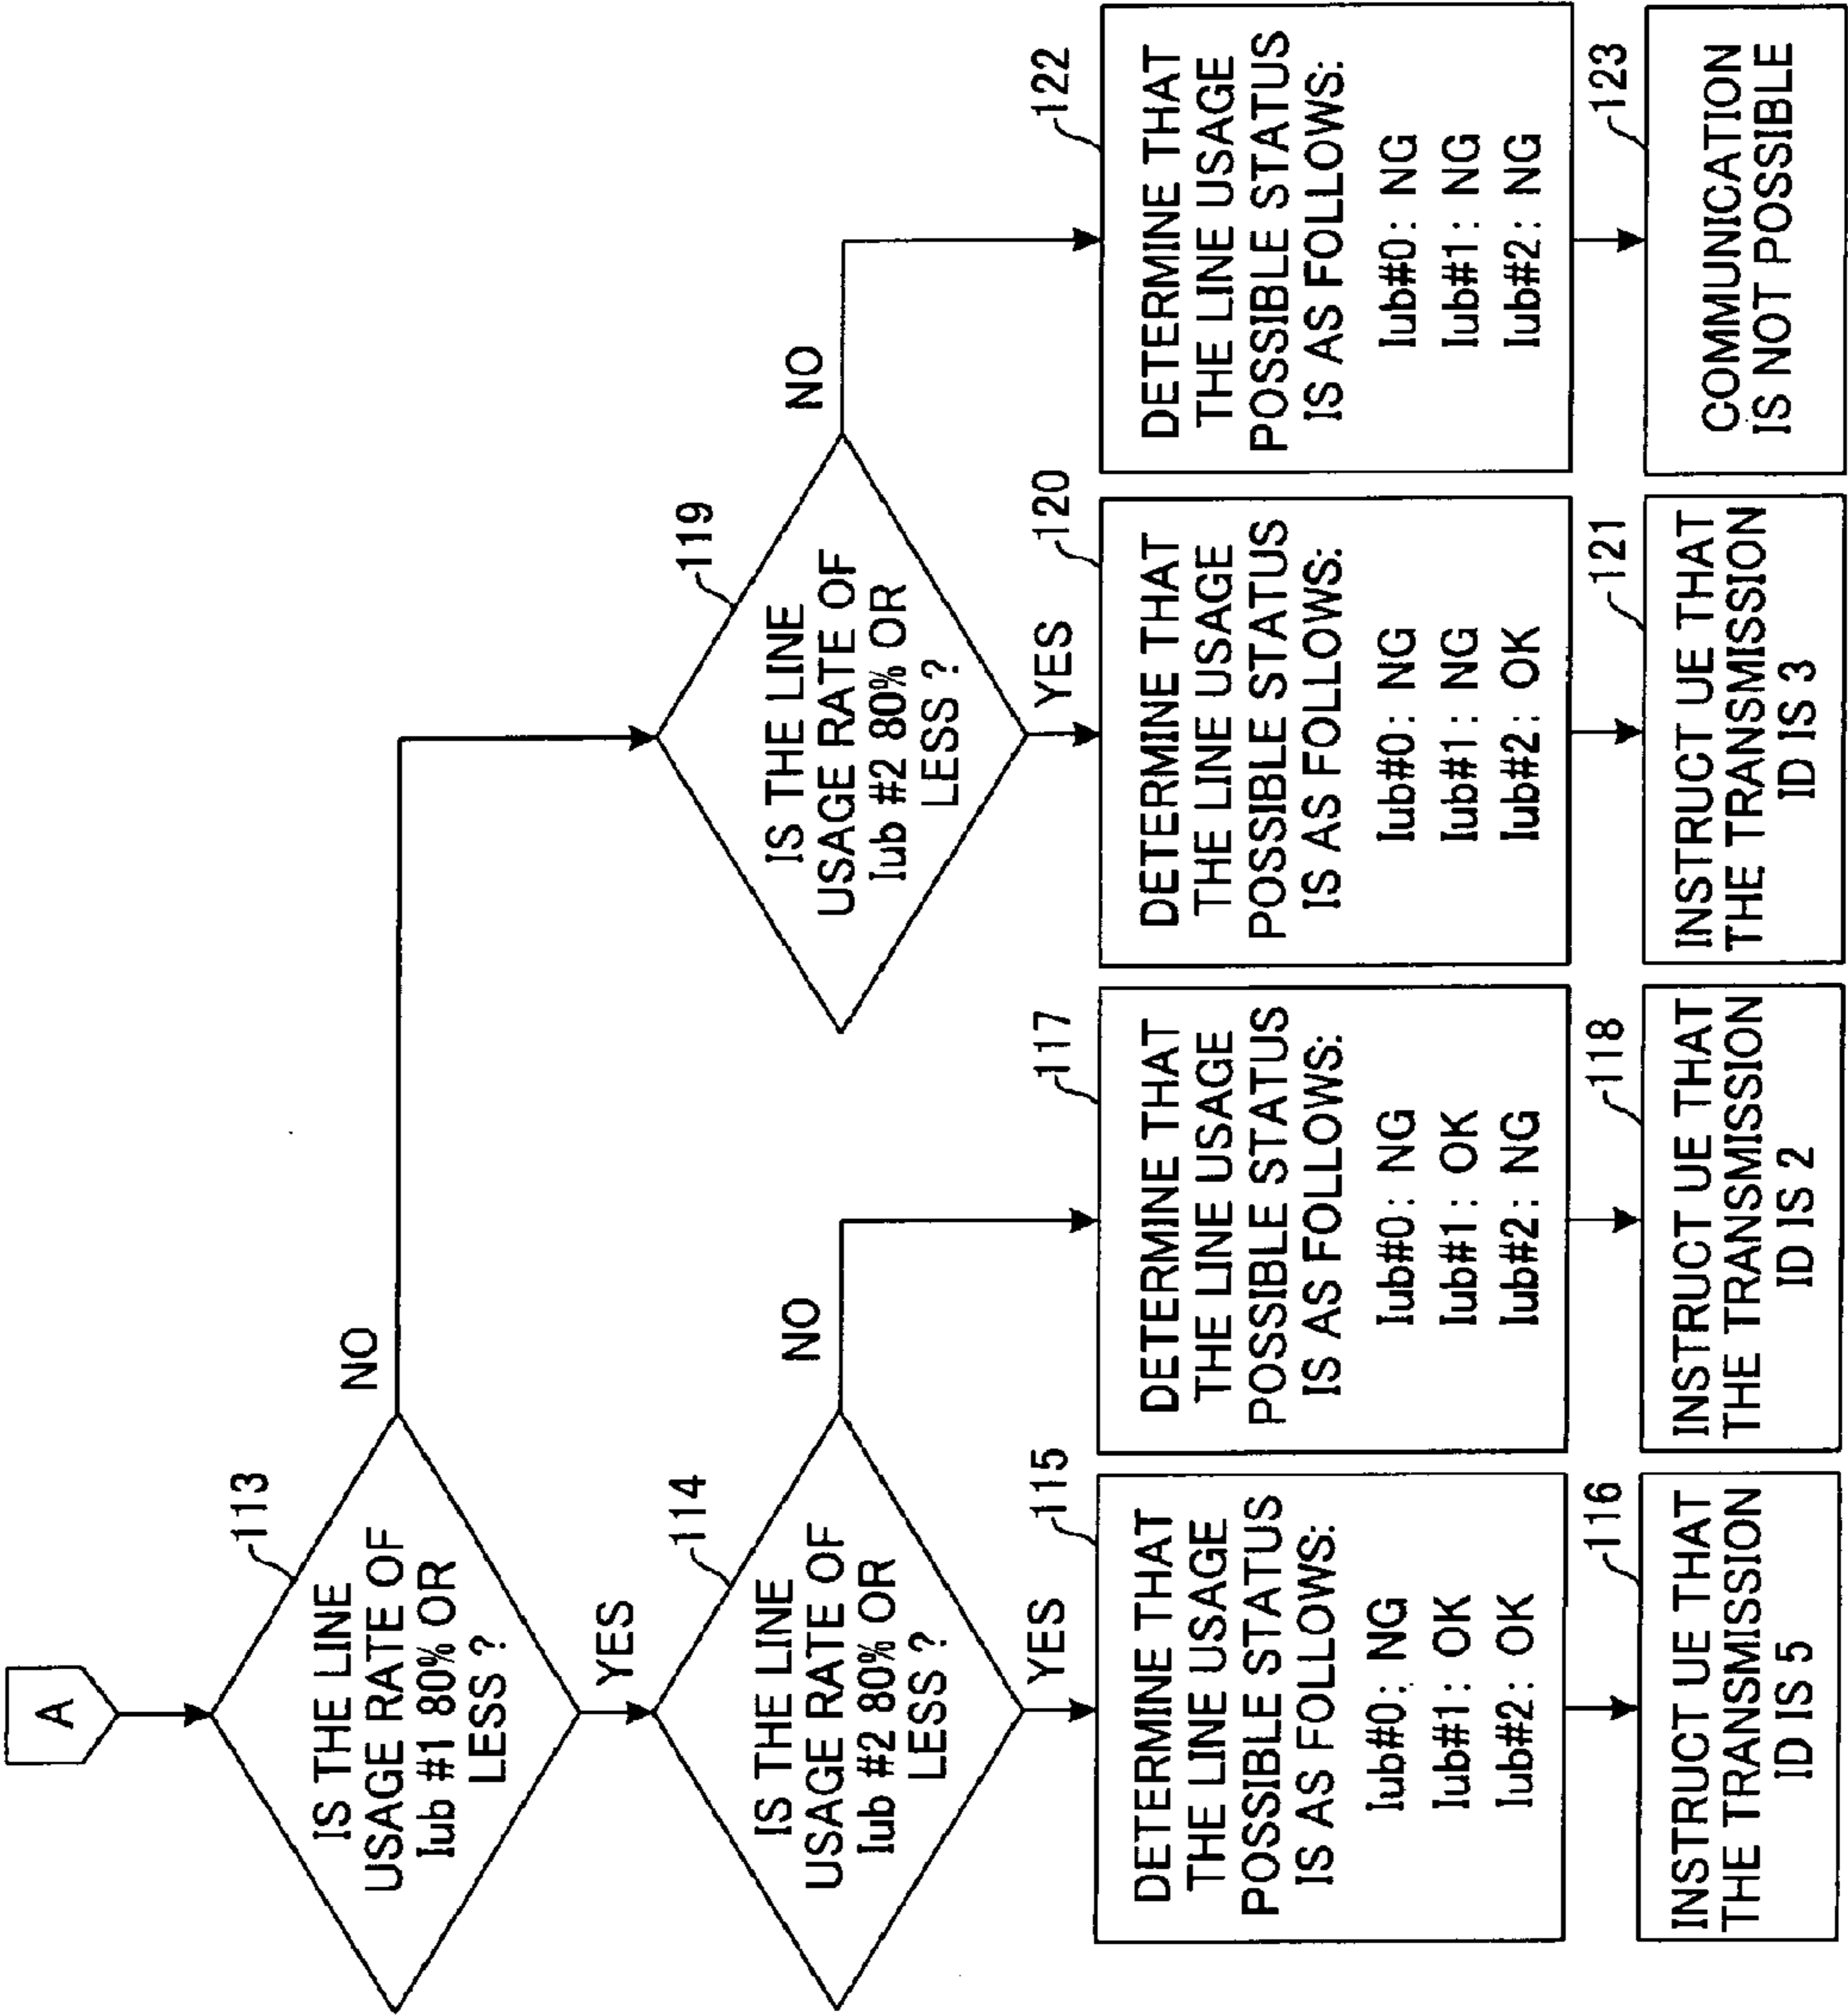 A
113
IS THE LINE
USAGE RATE OF
Iub #1 80% OR
LESS ?
NO
YES
114
IS THE LINE
USAGE RATE OF
Iub #2 80% OR
LESS ?
NO
YES
119
IS THE LINE
USAGE RATE OF
Iub #2 80% OR
LESS ?
NO
YES
115
DETERMINE THAT
THE LINE USAGE
POSSIBLE STATUS
IS AS FOLLOWS:
Iub#0: NG
Iub#1: OK
Iub#2: OK
116
INSTRUCT UE THAT
THE TRANSMISSION
ID IS 5
117
DETERMINE THAT
THE LINE USAGE
POSSIBLE STATUS
IS AS FOLLOWS:
Iub#0: NG
Iub#1: OK
Iub#2: NG
118
INSTRUCT UE THAT
THE TRANSMISSION
ID IS 2
120
DETERMINE THAT
THE LINE USAGE
POSSIBLE STATUS
IS AS FOLLOWS:
Iub#0: NG
Iub#1: NG
Iub#2: OK
121
INSTRUCT UE THAT
THE TRANSMISSION
ID IS 3
122
DETERMINE THAT
THE LINE USAGE
POSSIBLE STATUS
IS AS FOLLOWS:
Iub#0: NG
Iub#1: NG
Iub#2: NG
123
COMMUNICATION
IS NOT POSSIBLE